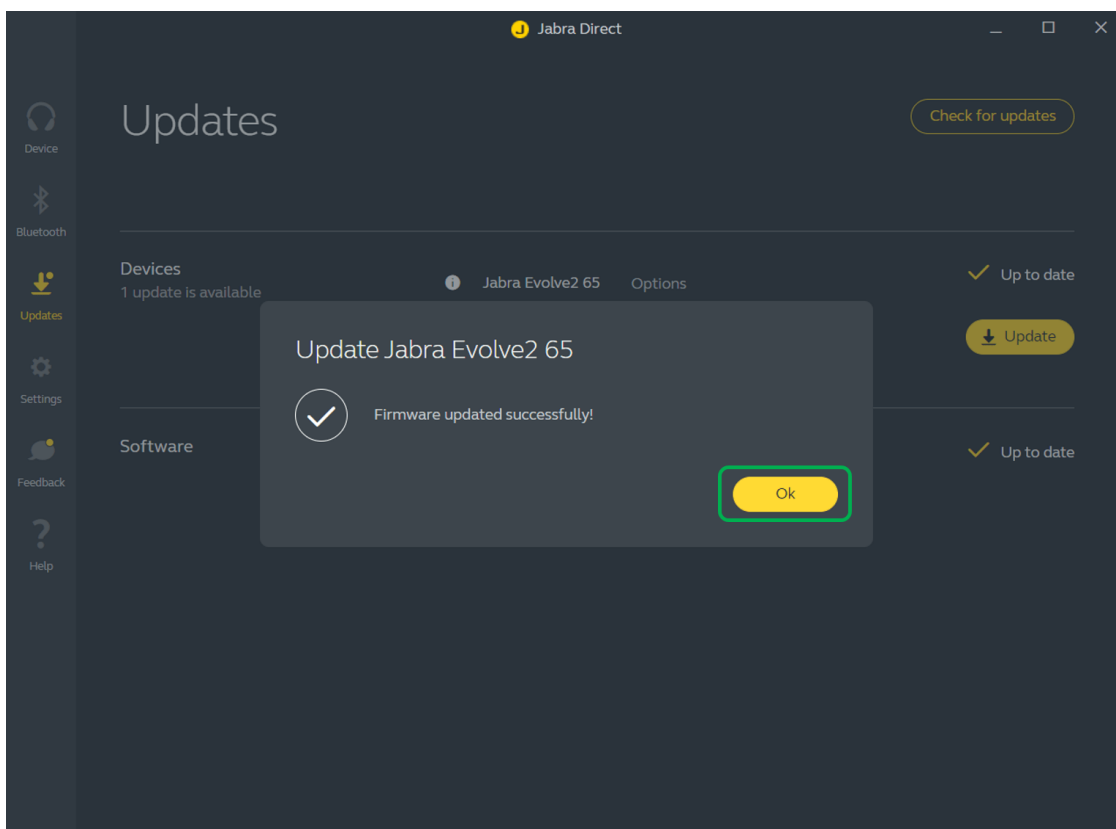 Jabra Direct
Updates
Check for updates
Device
Bluetooth
Updates
Settings
Feedback
Help
Devices
1 update is available
Jabra Evolve2 65 Options
Up to date
Update
Update Jabra Evolve2 65
Firmware updated successfully!
Ok
Software
Up to date